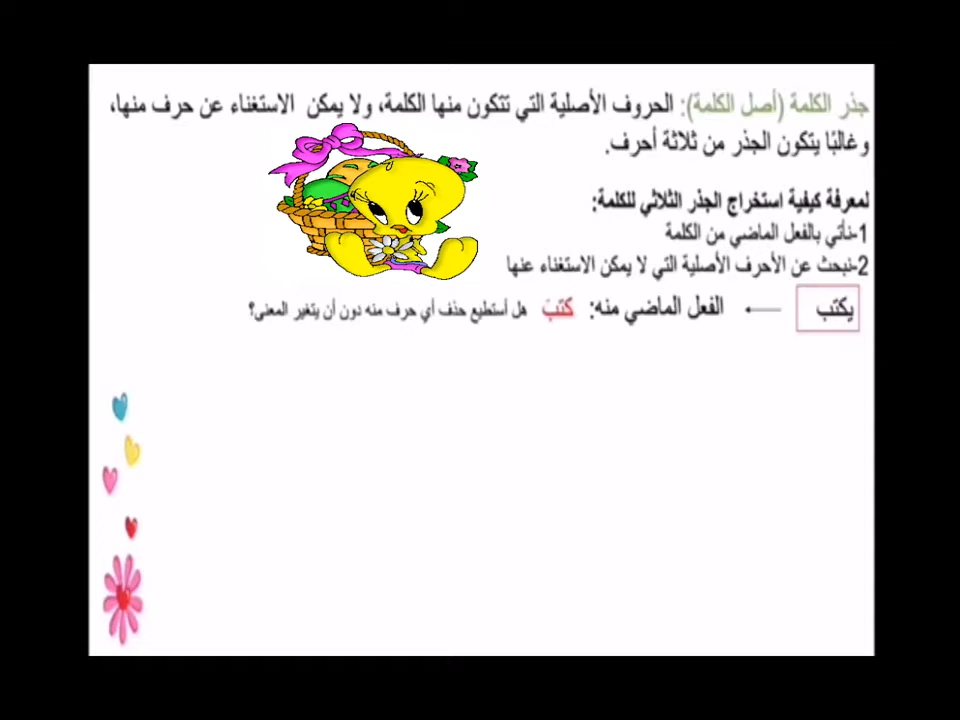 جذر الكلمة (أصل الكلمة): الحروف الأصلية التي تتكون منها الكلمة، ولا يمكن الاستغناء عن حرف منها،
وغالبًا يتكون الجذر من ثلاثة أحرف.
لمعرفة كيفية استخراج الجذر الثلاثي للكلمة:
1-نأتي بالفعل الماضي من الكلمة
2-نبحث عن الأحرف الأصلية التي لا يمكن الاستغناء عنها
يكتب ← الفعل الماضي منه: كتبَ هل أستطيع حذف أي حرف منه دون أن يتغير المعنى؟